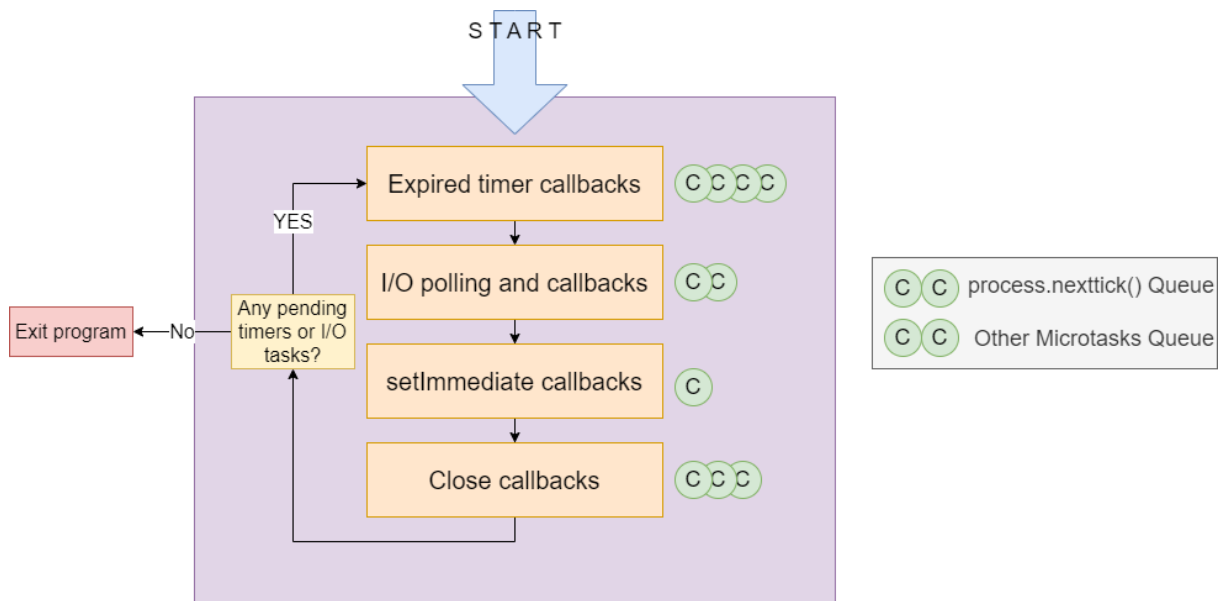 START
Expired timer callbacks
C C C C
YES
I/O polling and callbacks
C C
C C process.nexttick() Queue
Any pending
timers or I/O
tasks?
No
Exit program
C C Other Microtasks Queue
setImmediate callbacks
C
Close callbacks
C C C